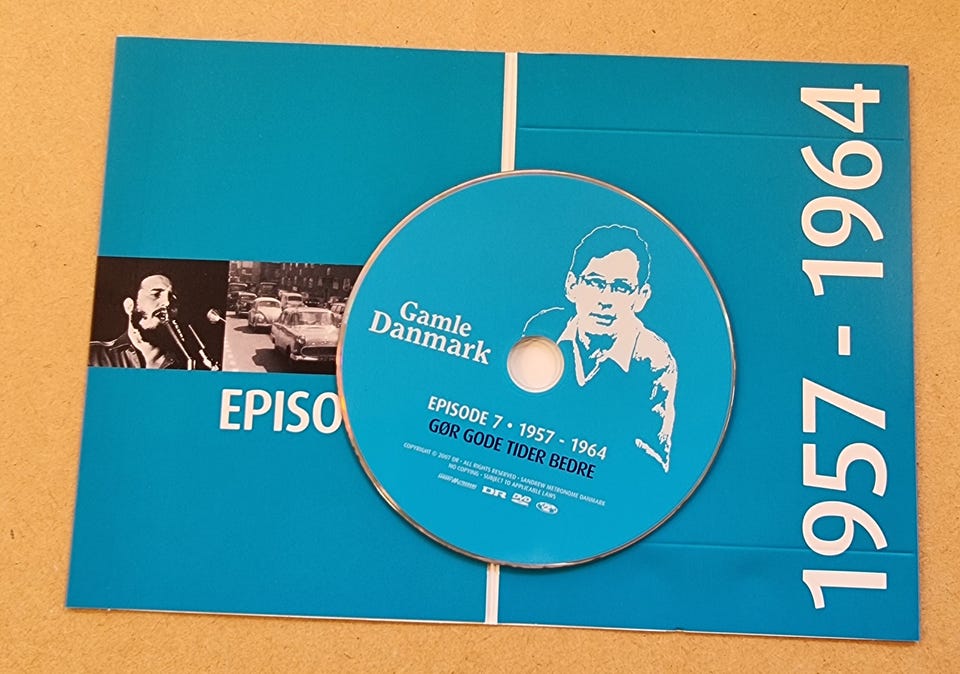 EPISO
Gamle
Danmark
EPISODE 7 • 1957 - 1964
GØR GODE TIDER BEDRE
COPYRIGHT © 2007 DR • ALL RIGHTS RESERVED • SANDREW METRONOME DANMARK
NO COPYING • SUBJECT TO APPLICABLE LAWS
DR DVD
1957 - 1964